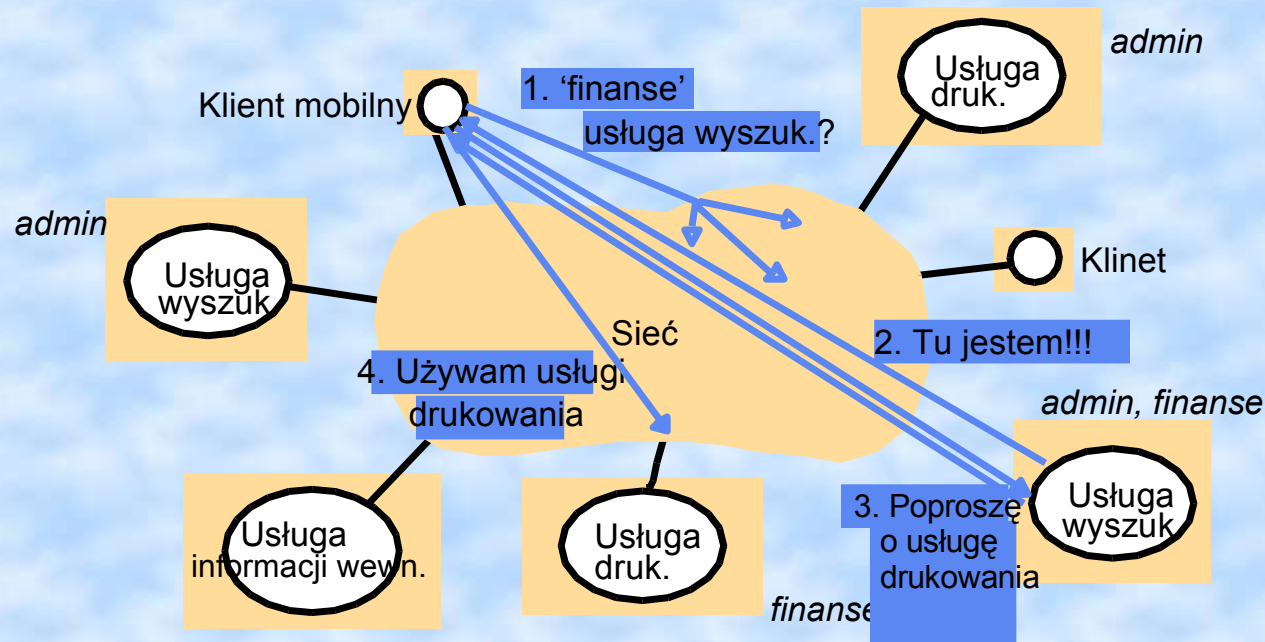 admin
Usługa
druk.
Klient mobilny
1. ‘finanse’
usługa wyszuk.?
admin
Usługa
wyszuk.
Klinet
Sieć
2. Tu jestem!!!
4. Używam usługi
drukowania
admin, finanse
Usługa
wyszuk.
3. Poproszę
o usługę
drukowania
Usługa
informacji wewn.
Usługa
druk.
finanse